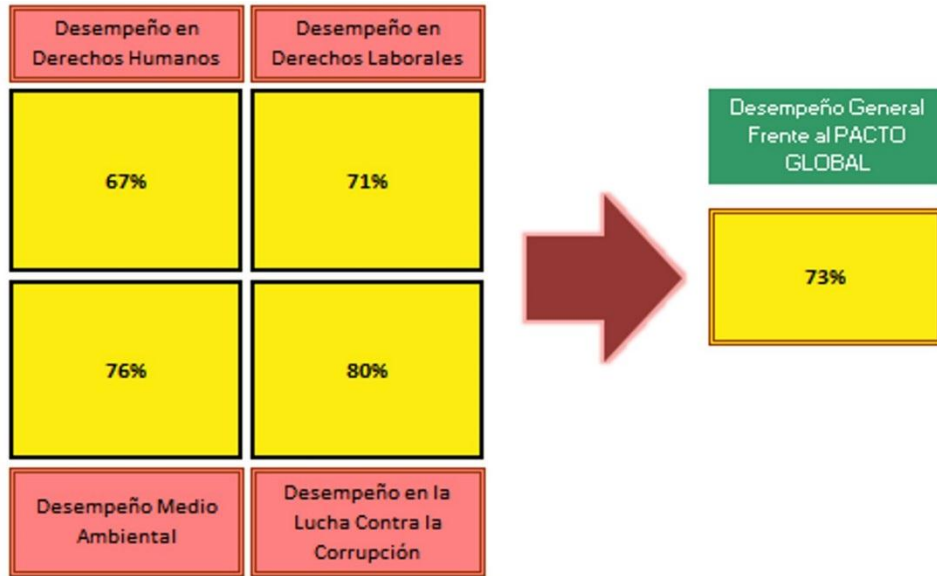 Desempeño en
Derechos Humanos
Desempeño en
Derechos Laborales
67%
71%
76%
80%
Desempeño Medio
Ambiental
Desempeño en la
Lucha Contra la
Corrupción
Desempeño General
Frente al PACTO
GLOBAL
73%